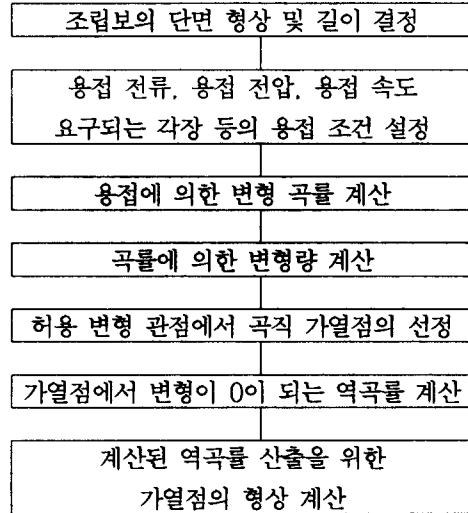 조립보의 단면 형상 및 길이 결정
용접 전류, 용접 전압, 용접 속도
요구되는 각장 등의 용접 조건 설정
용접에 의한 변형 곡률 계산
곡률에 의한 변형량 계산
허용 변형 관점에서 곡직 가열점의 선정
가열점에서 변형이 0이 되는 역곡률 계산
계산된 역곡률 산출을 위한
가열점의 형상 계산